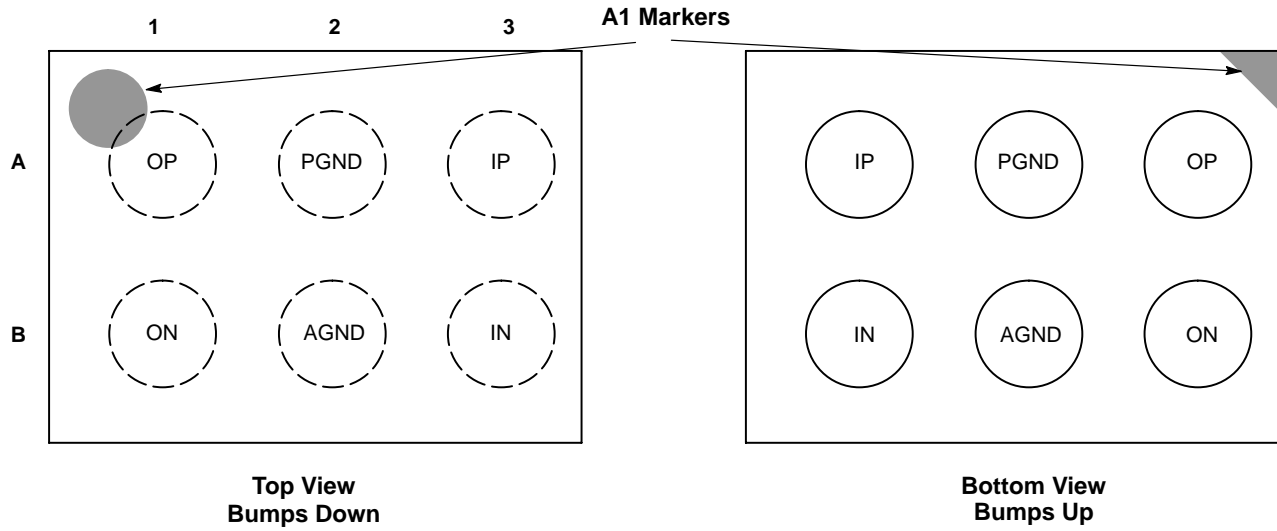 A1 Markers
1 2 3
A OP PGND IP
B ON AGND IN
Top View
Bumps Down
IP PGND OP
IN AGND ON
Bottom View
Bumps Up